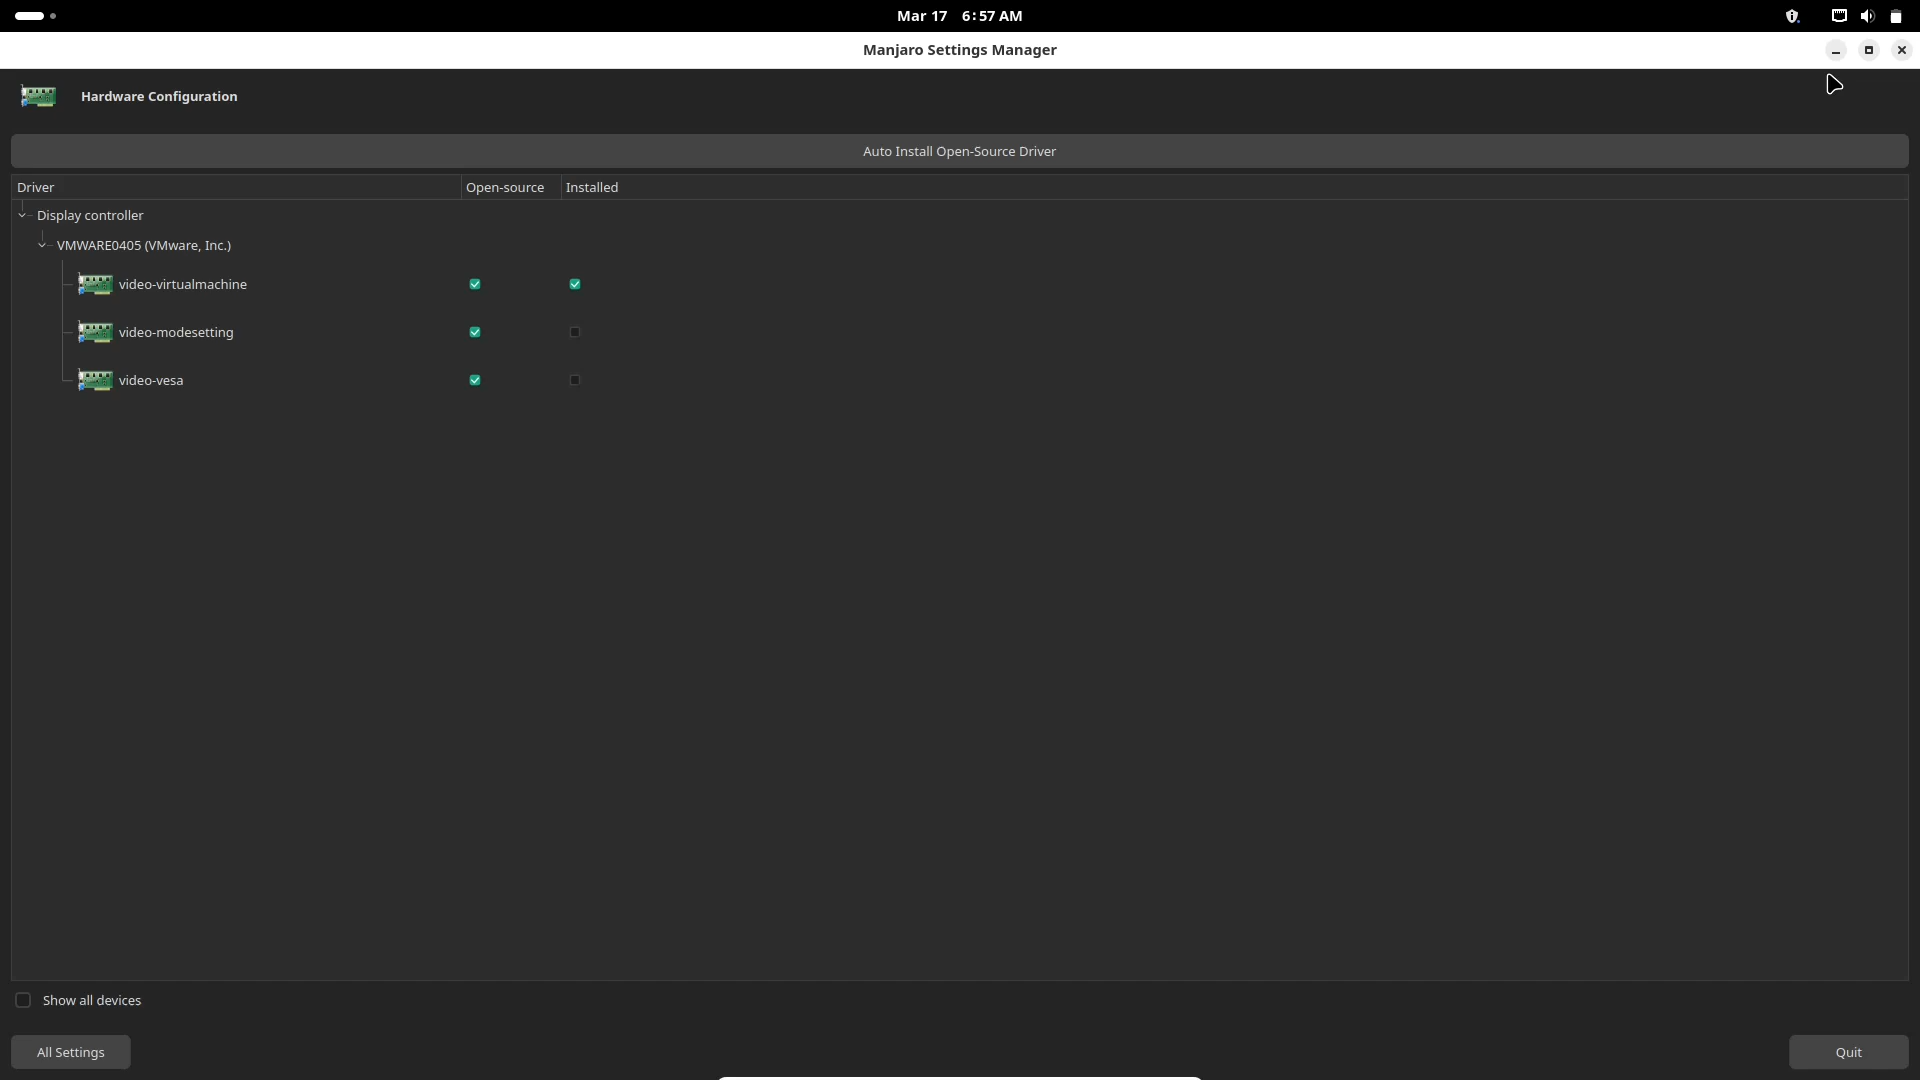 Mar 17 6:57 AM
Manjaro Settings Manager
Hardware Configuration
Auto Install Open-Source Driver
Driver Open-source Installed
Display controller
VMWARE0405 (VMware, Inc.)
video-virtualmachine
video-modesetting
video-vesa
Show all devices
All Settings Quit